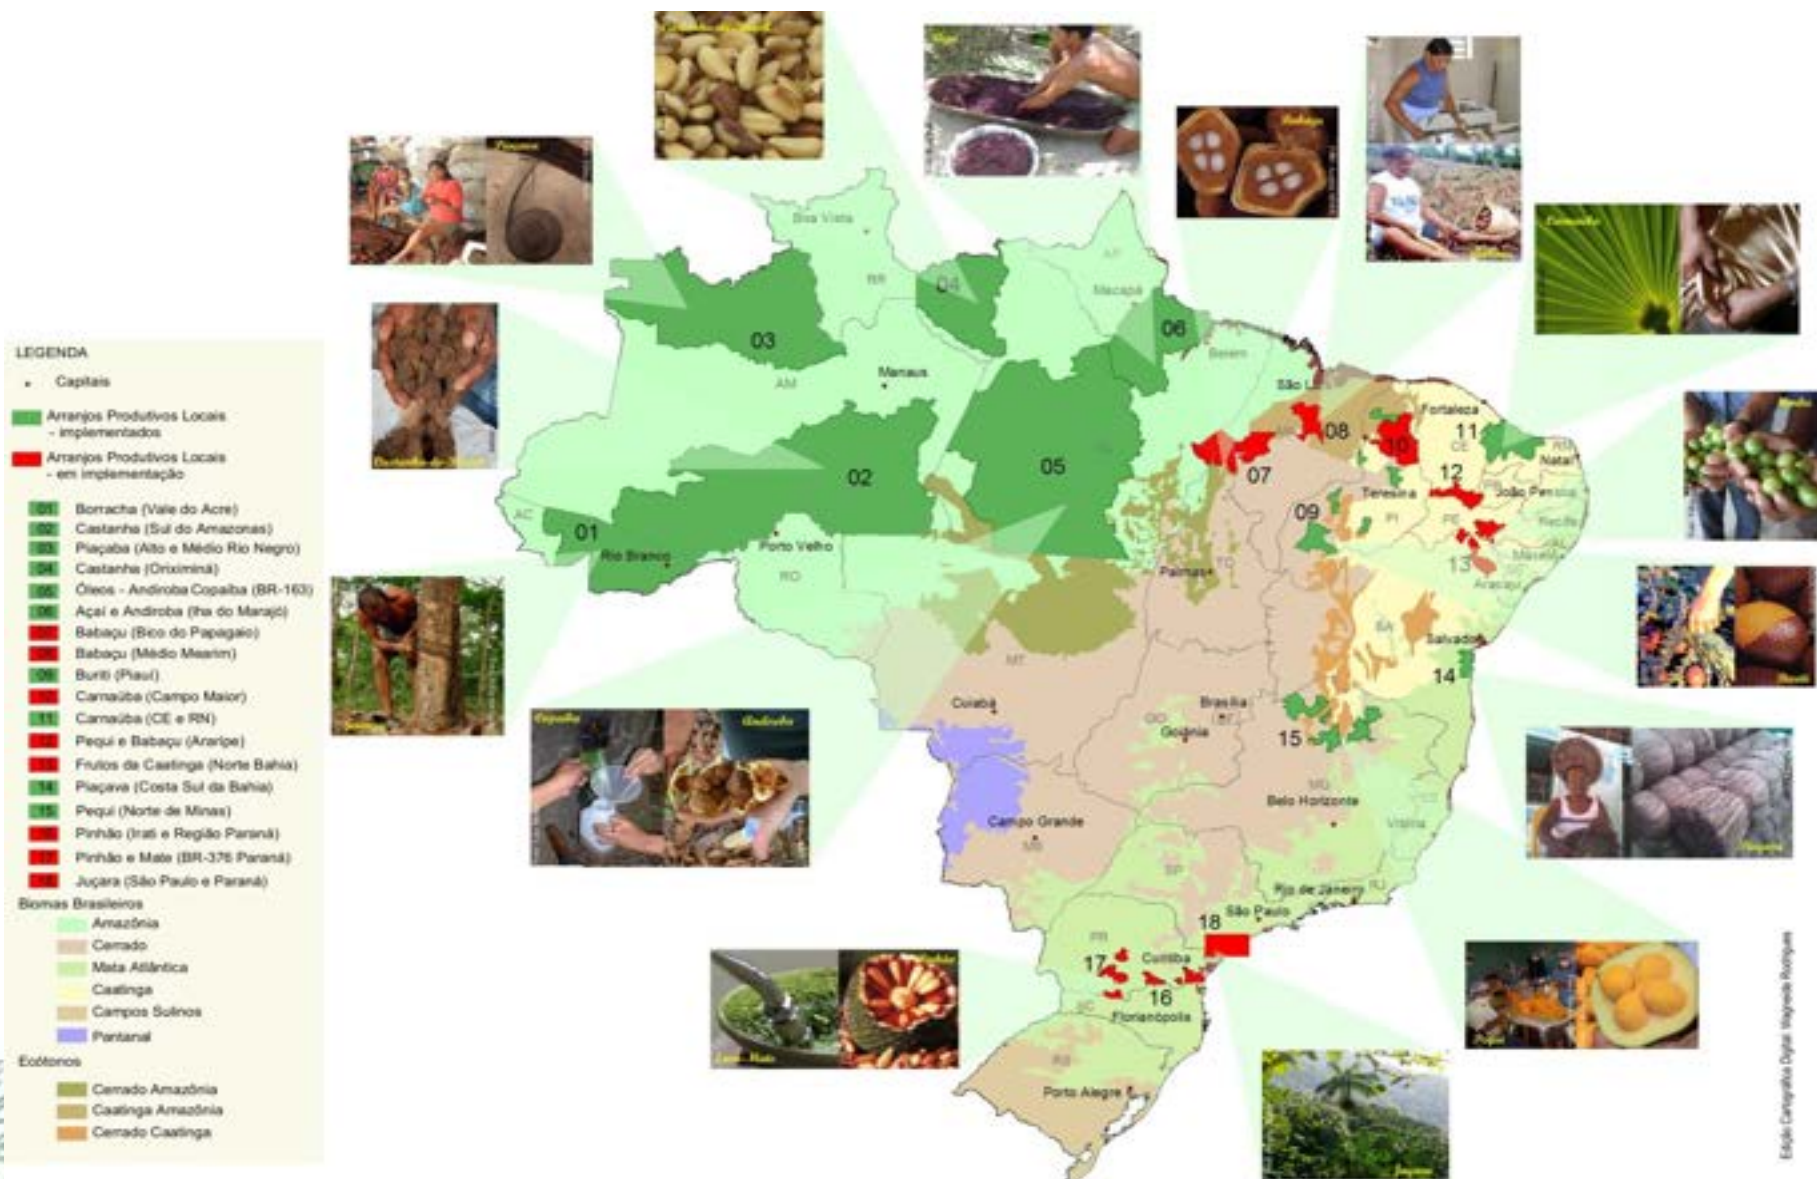 LEGENDA
Capitais
Arranjos Produtivos Locais
- implementados
Arranjos Produtivos Locais
- em implementação
01 Borracha (Vale do Acre)
02 Castanha (Sul do Amazonas)
03 Piaçaba (Alto e Médio Rio Negro)
04 Castanha (Oriximiná)
05 Óleos - Andiroba Copaíba (BR-163)
06 Açaí e Andiroba (Ilha do Marajó)
07 Babaçu (Bico do Papagaio)
08 Babaçu (Médio Mearim)
09 Buriti (Piauí)
10 Carnaúba (Campo Maior)
11 Carnaúba (CE e RN)
12 Pequi e Babaçu (Araripe)
13 Frutos da Caatinga (Norte Bahia)
14 Piaçava (Costa Sul da Bahia)
15 Pequi (Norte de Minas)
16 Pinhão (Irati e Região Paraná)
17 Pinhão e Mate (BR-376 Paraná)
18 Juçara (São Paulo e Paraná)
Biomas Brasileiros
Amazônia
Cerrado
Mata Atlântica
Caatinga
Campos Sulinos
Pantanal
Ecótonos
Cerrado Amazônia
Caatinga Amazônia
Cerrado Caatinga
Boa Vista
RR
AP
Macapá
04
03
06
Belém
AM
Manaus
São L
Fortaleza
11
CE
RN
Natal
08
10
07
12
João Pessoa
02
05
Teresina
PI
PE
Recife
09
AC
01
Rio Branco
Porto Velho
RO
Palmas
TO
13
Maceió
Aracaju
BA
Salvador
14
MT
Cuiabá
Brasília
GO
Goiânia
15
MG
Belo Horizonte
Vitória
Campo Grande
MS
SP
Rio de Janeiro
RJ
18
São Paulo
PR
17
Curitiba
16
SC
Florianópolis
RS
Porto Alegre
Copaíba
Andiroba
Edição Cartográfica Digital: Wagnedo Rodrigues